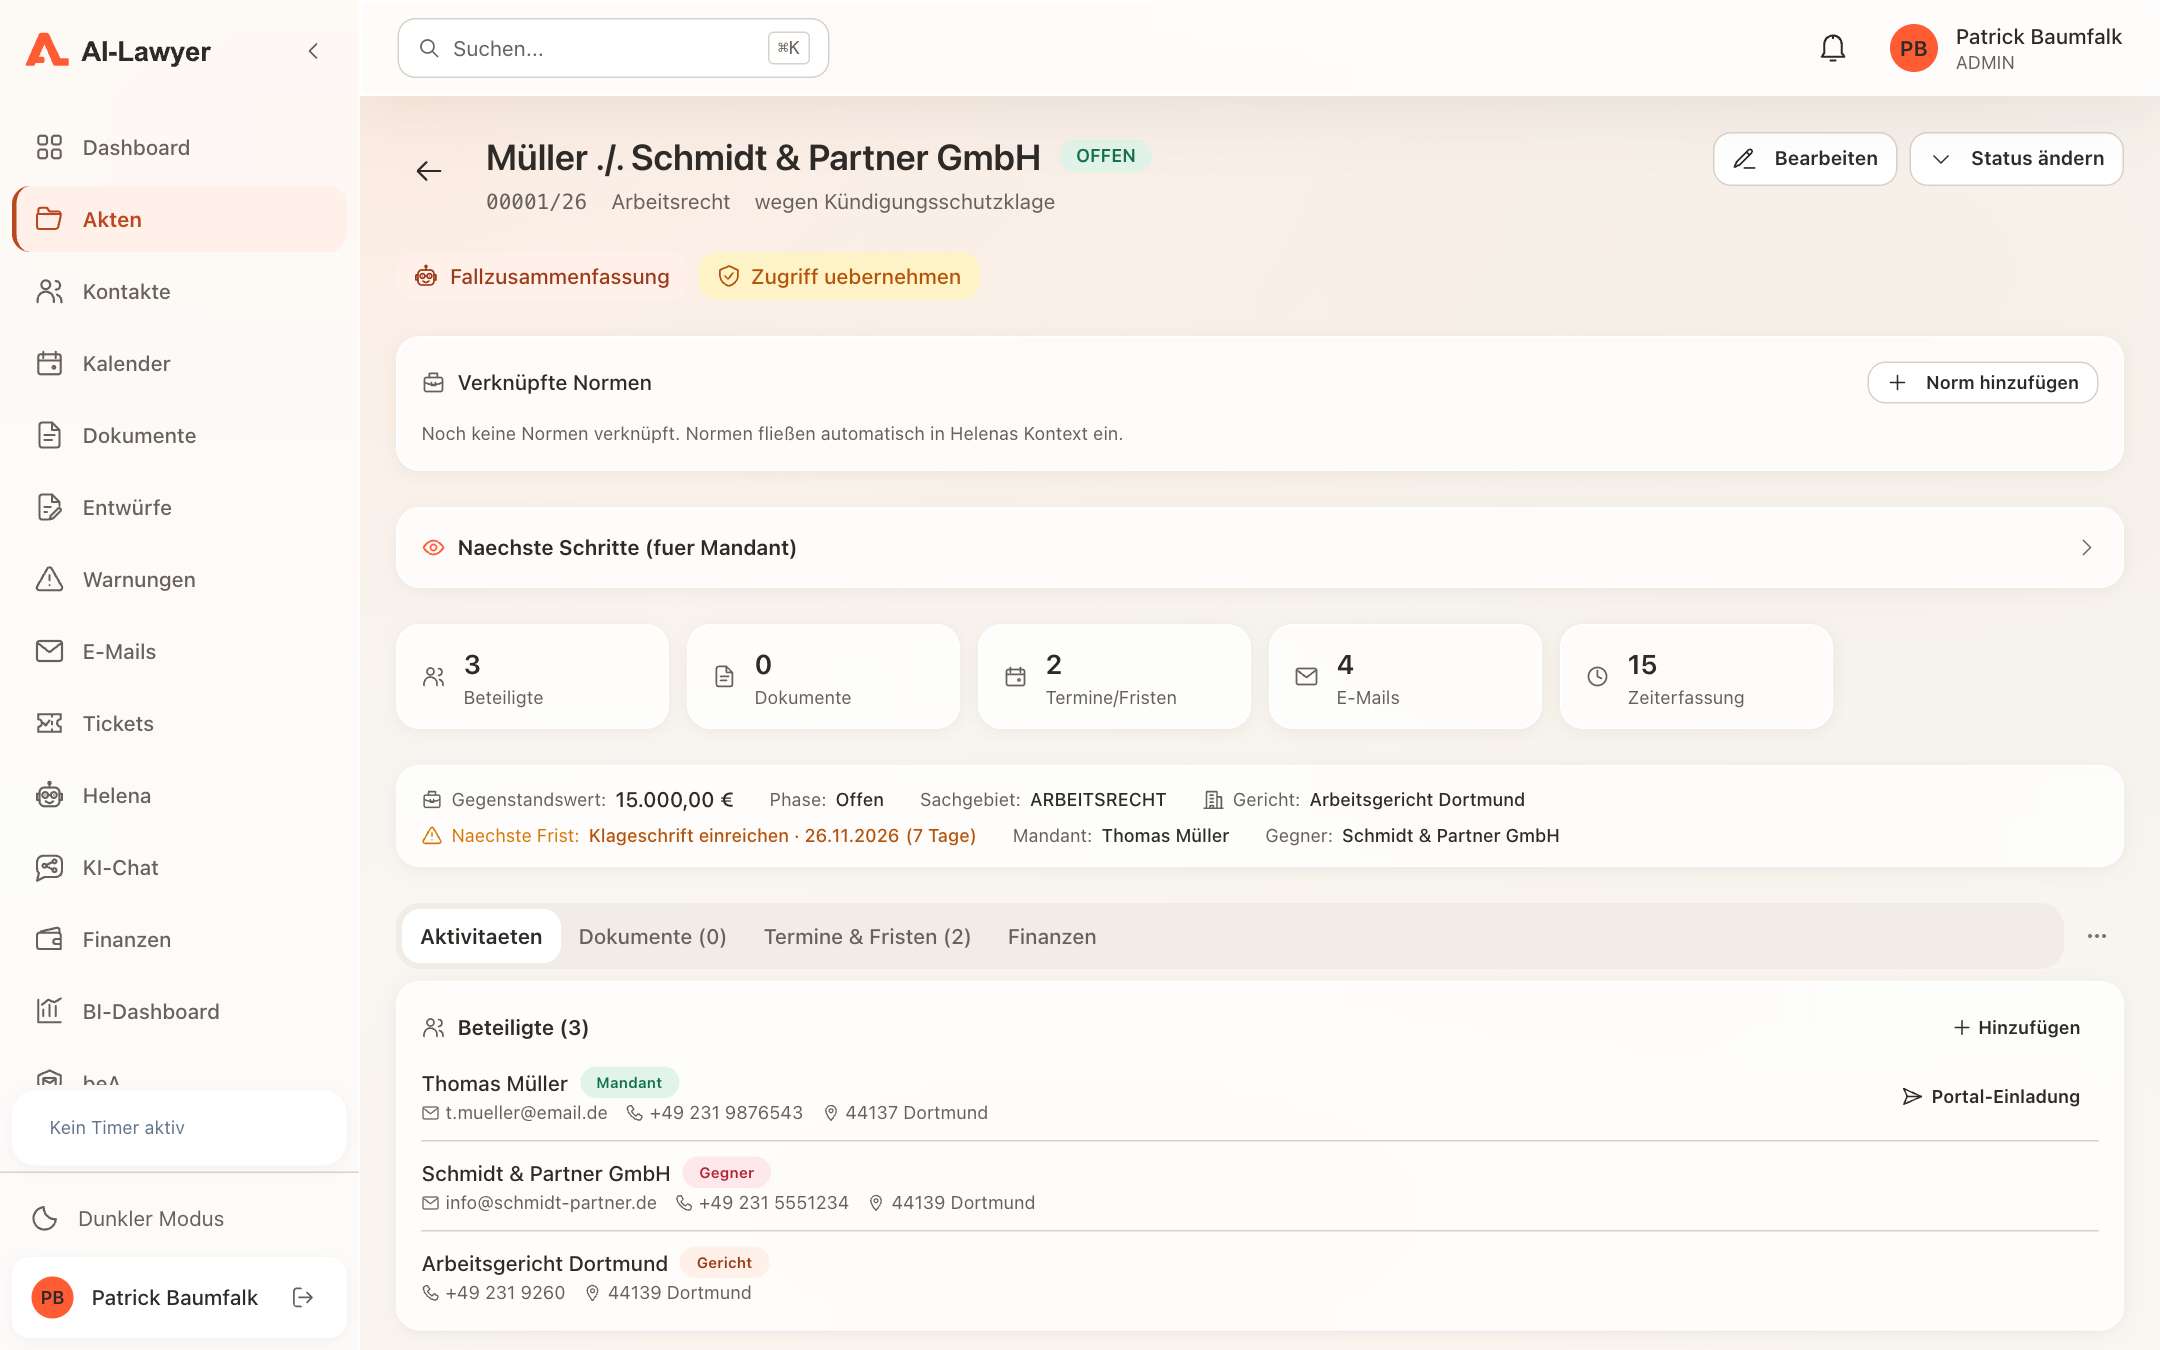 AI-Lawyer
Suchen...
⌘K
PB
Patrick Baumfalk
ADMIN
Dashboard
Akten
Kontakte
Kalender
Dokumente
Entwürfe
Warnungen
E-Mails
Tickets
Helena
KI-Chat
Finanzen
BI-Dashboard
beA
Kein Timer aktiv
Dunkler Modus
PB
Patrick Baumfalk
Müller ./. Schmidt & Partner GmbH
OFFEN
00001/26 Arbeitsrecht wegen Kündigungsschutzklage
Bearbeiten
Status ändern
Fallzusammenfassung
Zugriff uebernehmen
Verknüpfte Normen
Norm hinzufügen
Noch keine Normen verknüpft. Normen fließen automatisch in Helenas Kontext ein.
Naechste Schritte (fuer Mandant)
3
Beteiligte
0
Dokumente
2
Termine/Fristen
4
E-Mails
15
Zeiterfassung
Gegenstandswert: 15.000,00 € Phase: Offen Sachgebiet: ARBEITSRECHT Gericht: Arbeitsgericht Dortmund
Naechste Frist: Klageschrift einreichen · 26.11.2026 (7 Tage) Mandant: Thomas Müller Gegner: Schmidt & Partner GmbH
Aktivitaeten Dokumente (0) Termine & Fristen (2) Finanzen
Beteiligte (3)
Hinzufügen
Thomas Müller Mandant
t.mueller@email.de +49 231 9876543 44137 Dortmund
Portal-Einladung
Schmidt & Partner GmbH Gegner
info@schmidt-partner.de +49 231 5551234 44139 Dortmund
Arbeitsgericht Dortmund Gericht
+49 231 9260 44139 Dortmund